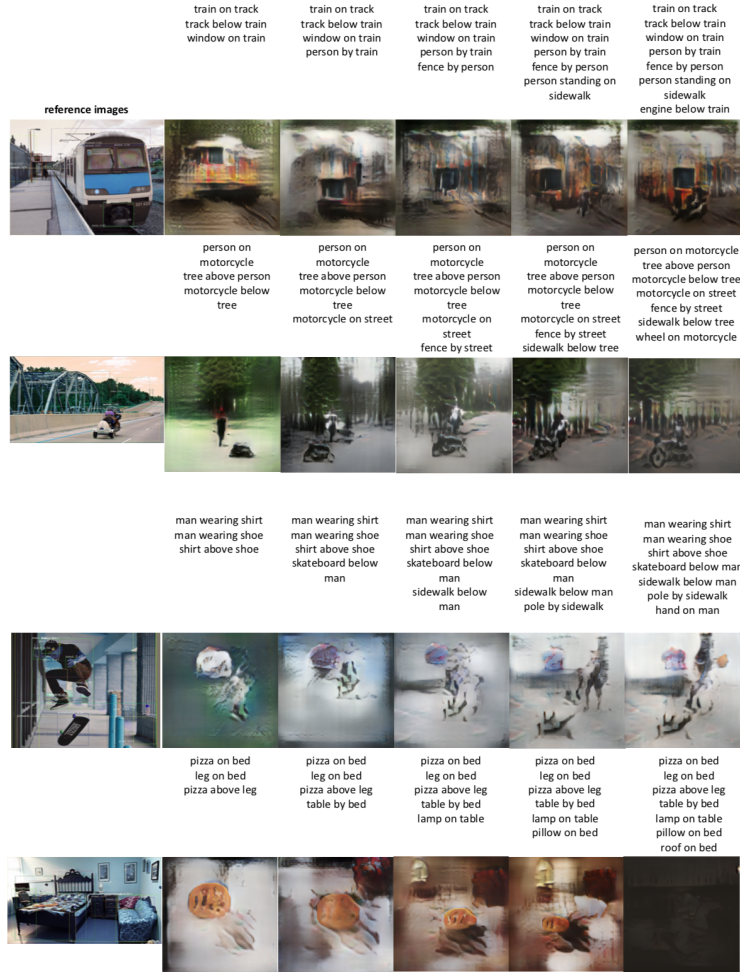 train on track
track below train
window on train
train on track
track below train
window on train
person by train
train on track
track below train
window on train
person by train
fence by person
train on track
track below train
window on train
person by train
fence by person
person standing on
sidewalk
train on track
track below train
window on train
person by train
fence by person
person standing on
sidewalk
engine below train
reference images
person on
motorcycle
tree above person
motorcycle below
tree
person on
motorcycle
tree above person
motorcycle below
tree
motorcycle on street
person on
motorcycle
tree above person
motorcycle below
tree
motorcycle on
street
fence by street
person on
motorcycle
tree above person
motorcycle below
tree
motorcycle on street
fence by street
sidewalk below tree
person on motorcycle
tree above person
motorcycle below tree
motorcycle on street
fence by street
sidewalk below tree
wheel on motorcycle
man wearing shirt
man wearing shoe
shirt above shoe
man wearing shirt
man wearing shoe
shirt above shoe
skateboard below
man
man wearing shirt
man wearing shoe
shirt above shoe
skateboard below
man
sidewalk below
man
man wearing shirt
man wearing shoe
shirt above shoe
skateboard below
man
sidewalk below man
pole by sidewalk
man wearing shirt
man wearing shoe
shirt above shoe
skateboard below man
sidewalk below man
pole by sidewalk
hand on man
pizza on bed
leg on bed
pizza above leg
pizza on bed
leg on bed
pizza above leg
table by bed
pizza on bed
leg on bed
pizza above leg
table by bed
lamp on table
pizza on bed
leg on bed
pizza above leg
table by bed
lamp on table
pillow on bed
pizza on bed
leg on bed
pizza above leg
table by bed
lamp on table
pillow on bed
roof on bed